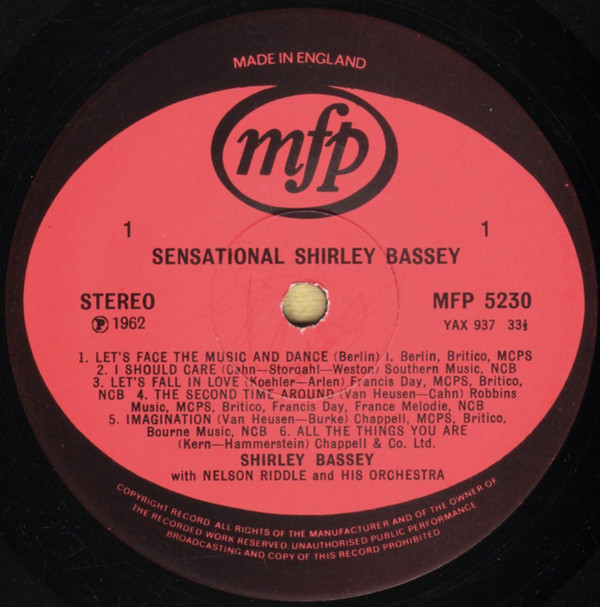 MADE IN ENGLAND
mfp
1 1
SENSATIONAL SHIRLEY BASSEY
STEREO MFP 5230
Ⓟ 1962 YAX 937 33⅓
1. LET'S FACE THE MUSIC AND DANCE (Berlin) I. Berlin, Britico, MCPS
2. I SHOULD CARE (Cahn—Stordahl—Weston) Southern Music, NCB
3. LET'S FALL IN LOVE (Koehler—Arlen) Francis Day, MCPS, Britico,
NCB 4. THE SECOND TIME AROUND (Van Heusen—Cahn) Robbins
Music, MCPS, Britico, Francis Day, France Melodie, NCB
5. IMAGINATION (Van Heusen—Burke) Chappell, MCPS, Britico,
Bourne Music, NCB 6. ALL THE THINGS YOU ARE
(Kern—Hammerstein) Chappell & Co. Ltd.
SHIRLEY BASSEY
with NELSON RIDDLE and HIS ORCHESTRA
COPYRIGHT RECORD. ALL RIGHTS OF THE MANUFACTURER AND OF THE OWNER OF
THE RECORDED WORK RESERVED. UNAUTHORISED PUBLIC PERFORMANCE
BROADCASTING AND COPY OF THIS RECORD PROHIBITED